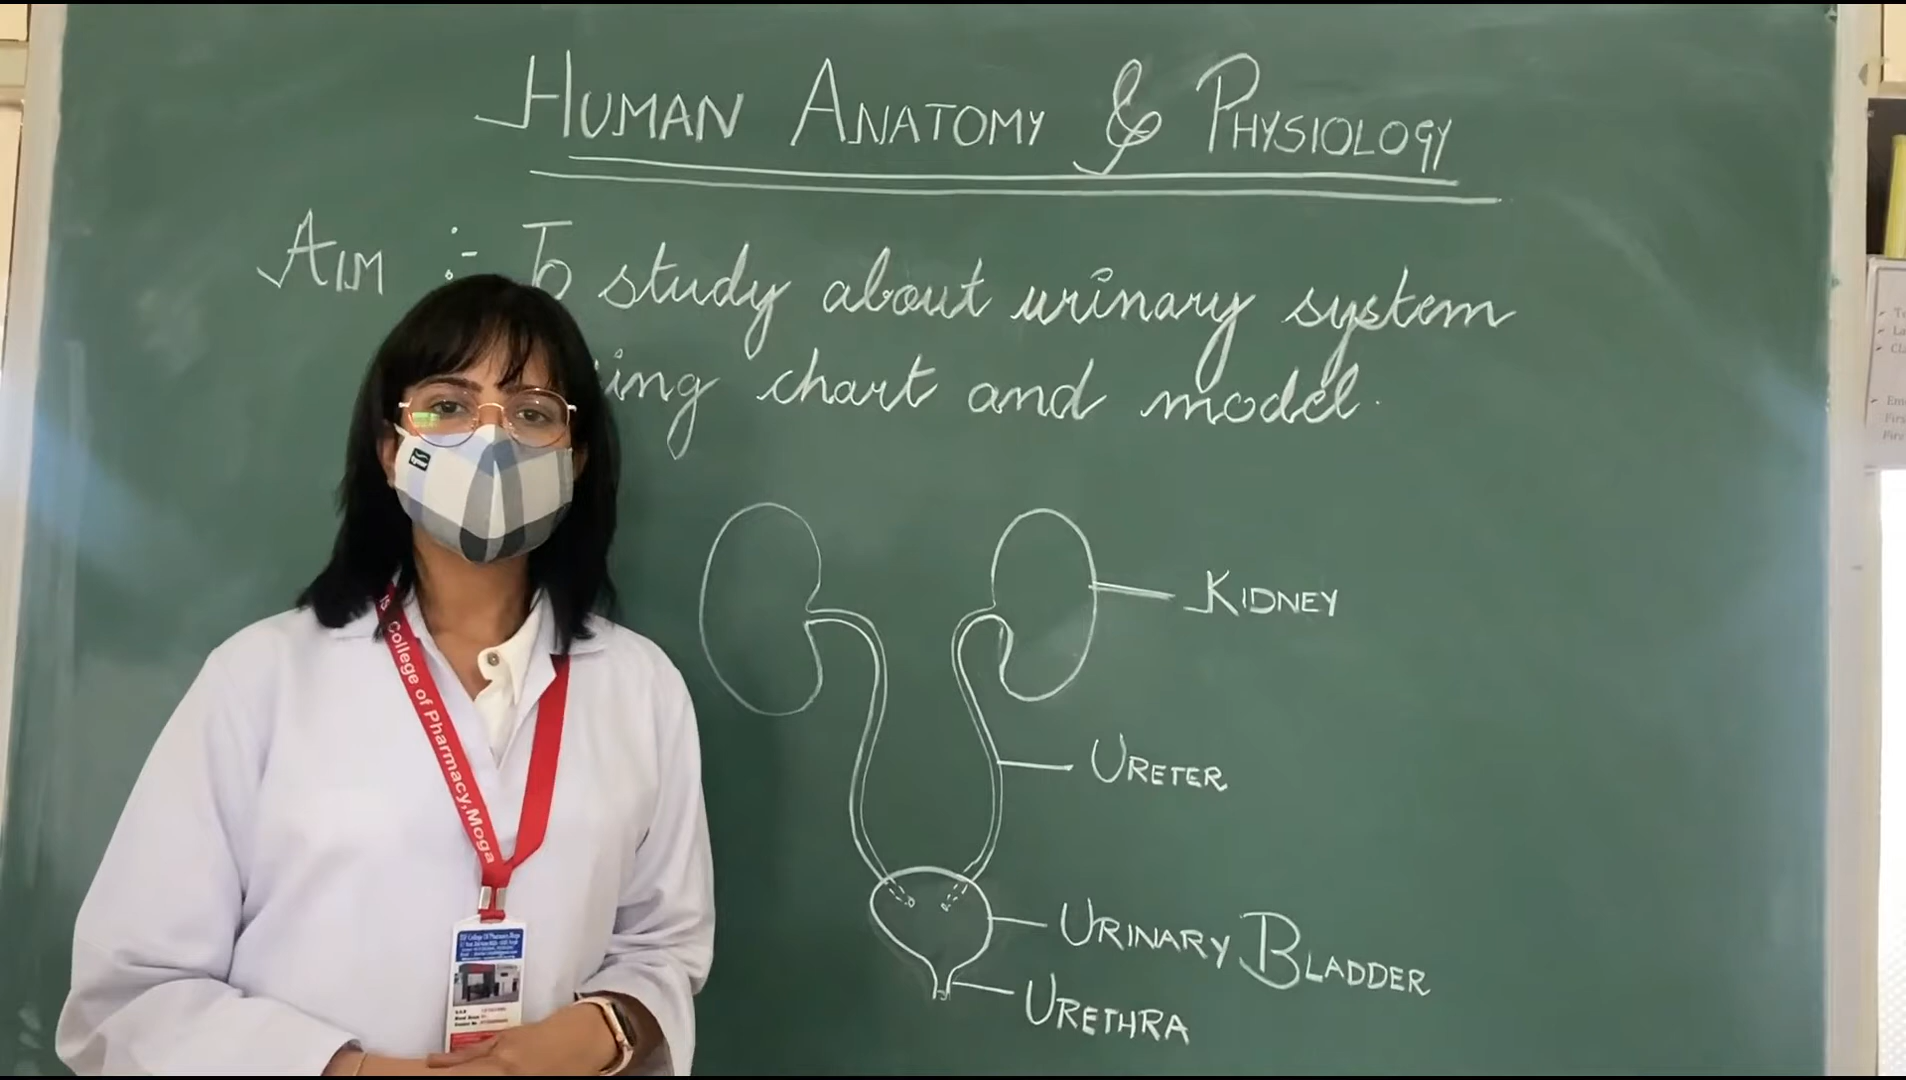 HUMAN ANATOMY & PHYSIOLOGY
AIM :- To study about urinary system
ing chart and model.
KIDNEY
URETER
URINARY BLADDER
URETHRA
College of Pharmacy, Moga